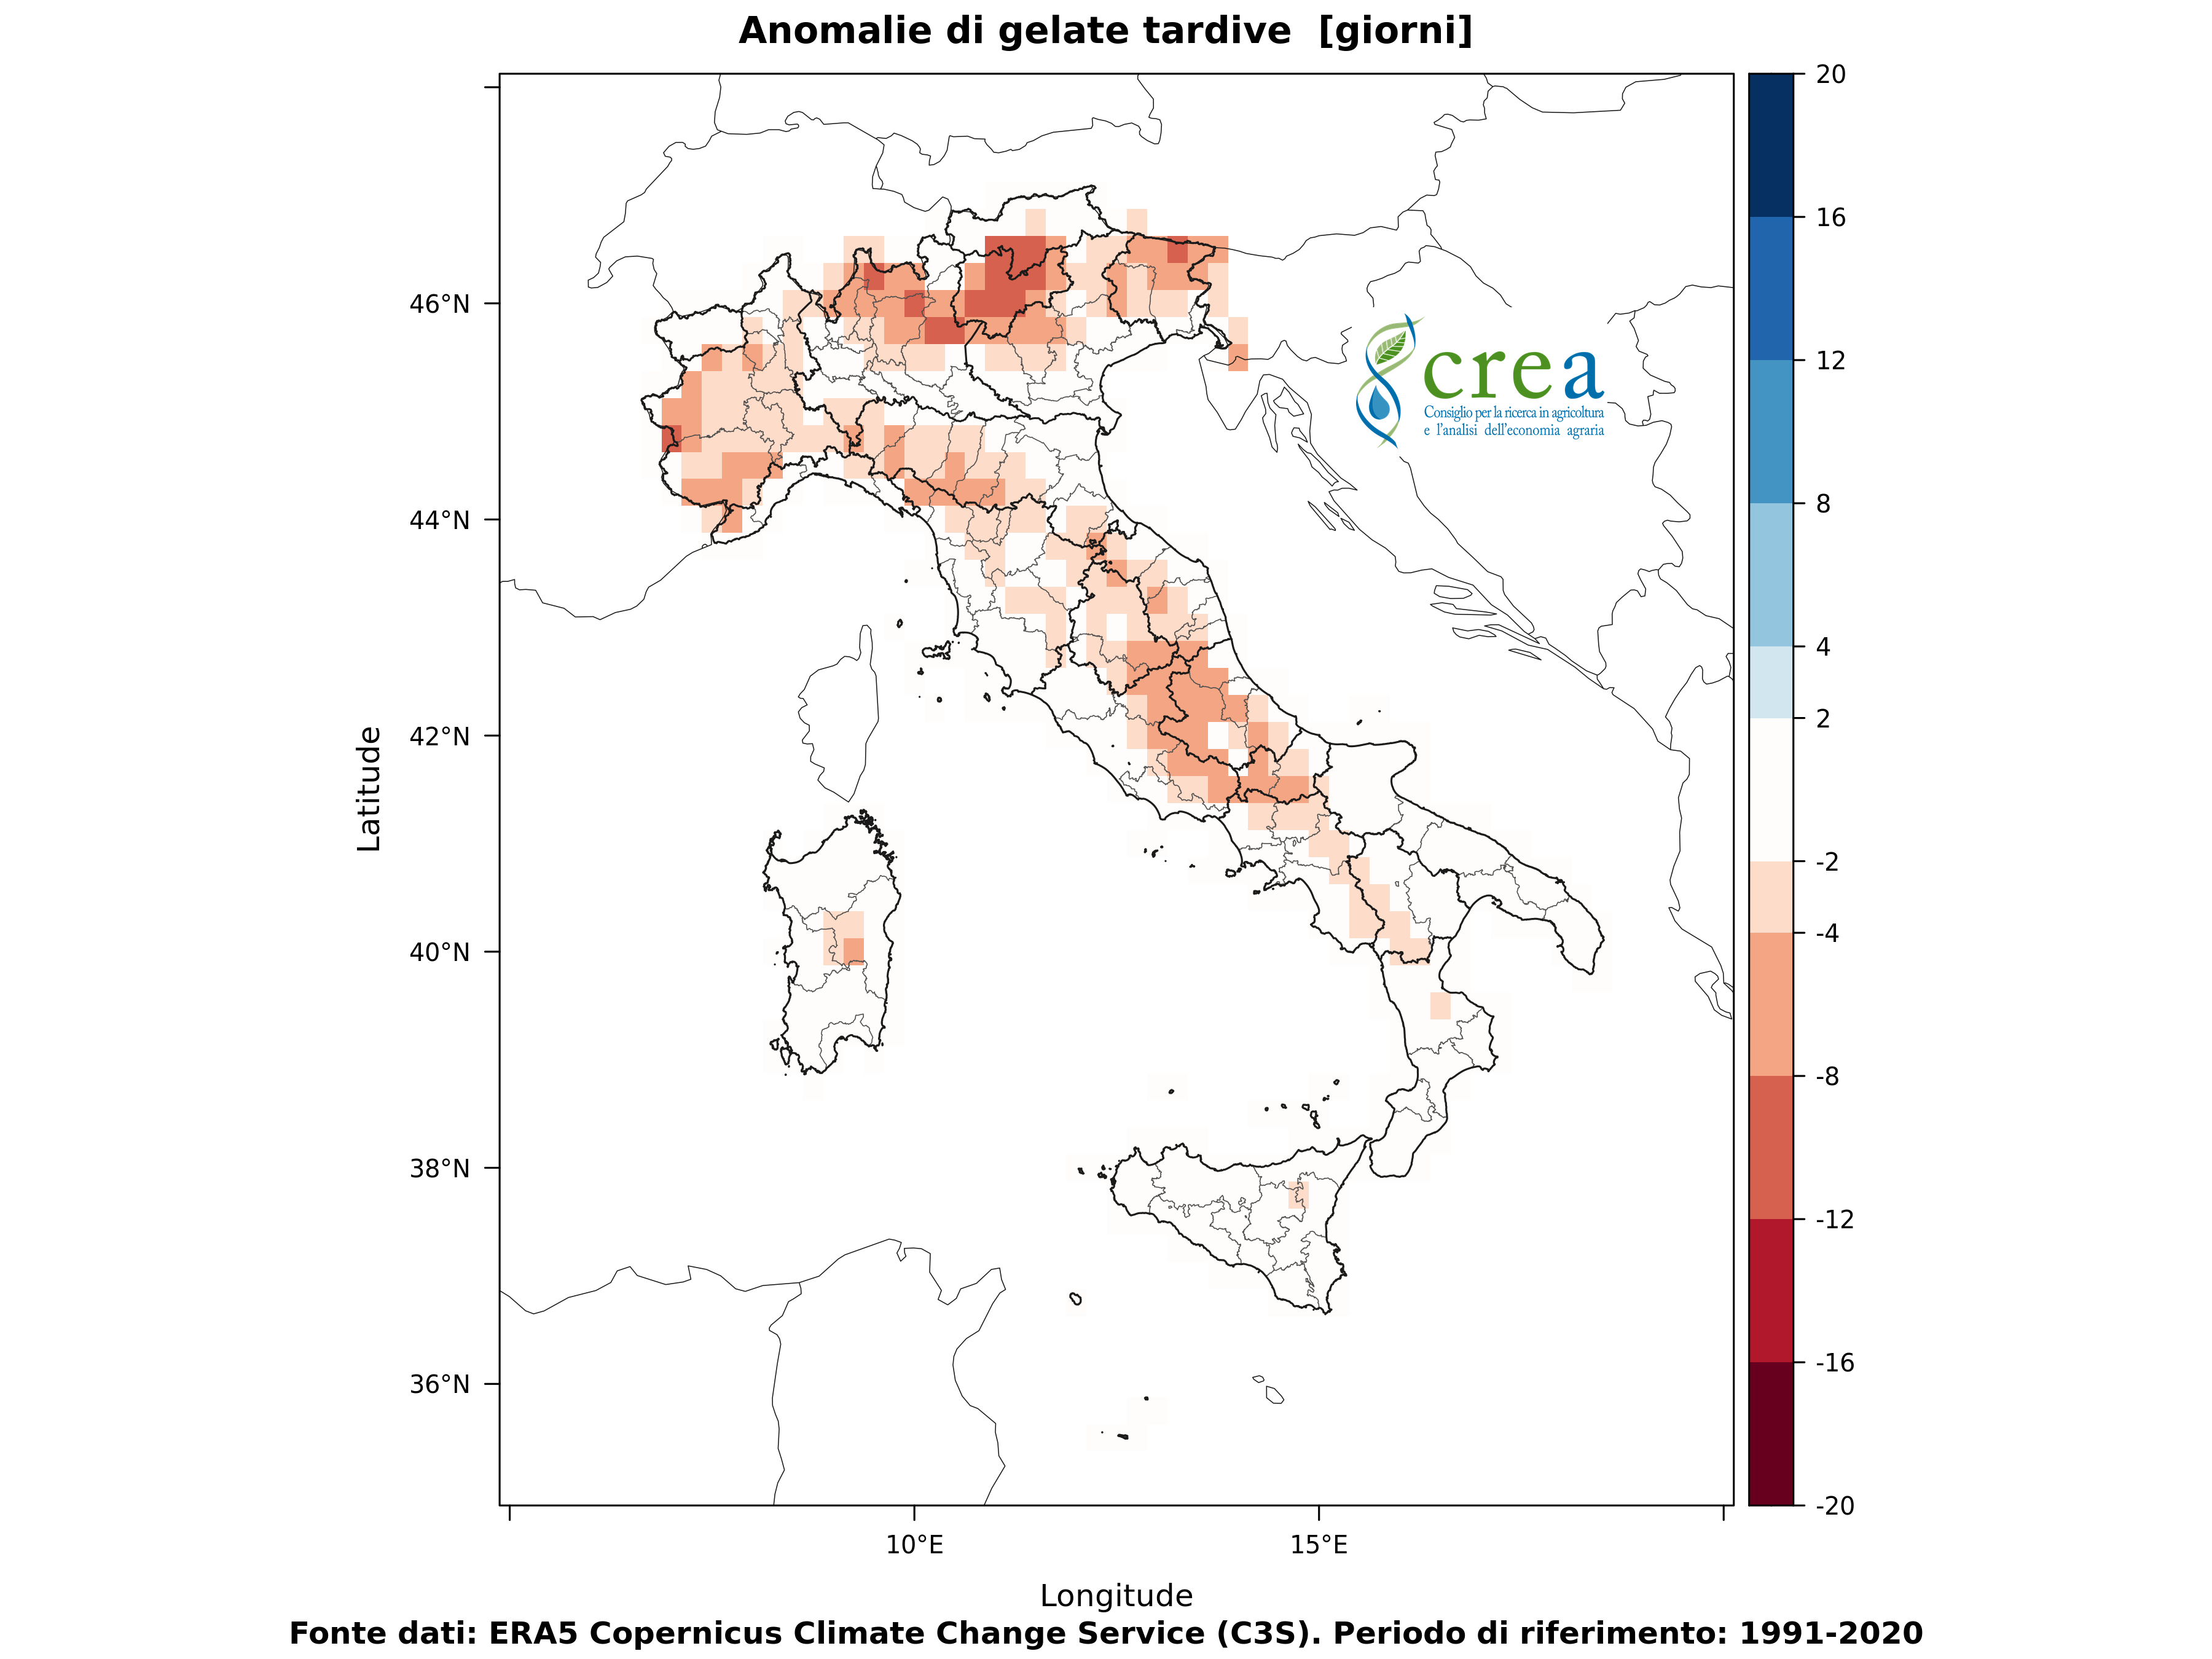 Anomalie di gelate tardive [giorni]
20
16
12
8
4
2
-2
-4
-8
-12
-16
-20
46°N
44°N
42°N
40°N
38°N
36°N
Latitude
crea
Consiglio per la ricerca in agricoltura
e l'analisi dell'economia agraria
10°E
15°E
Longitude
Fonte dati: ERA5 Copernicus Climate Change Service (C3S). Periodo di riferimento: 1991-2020